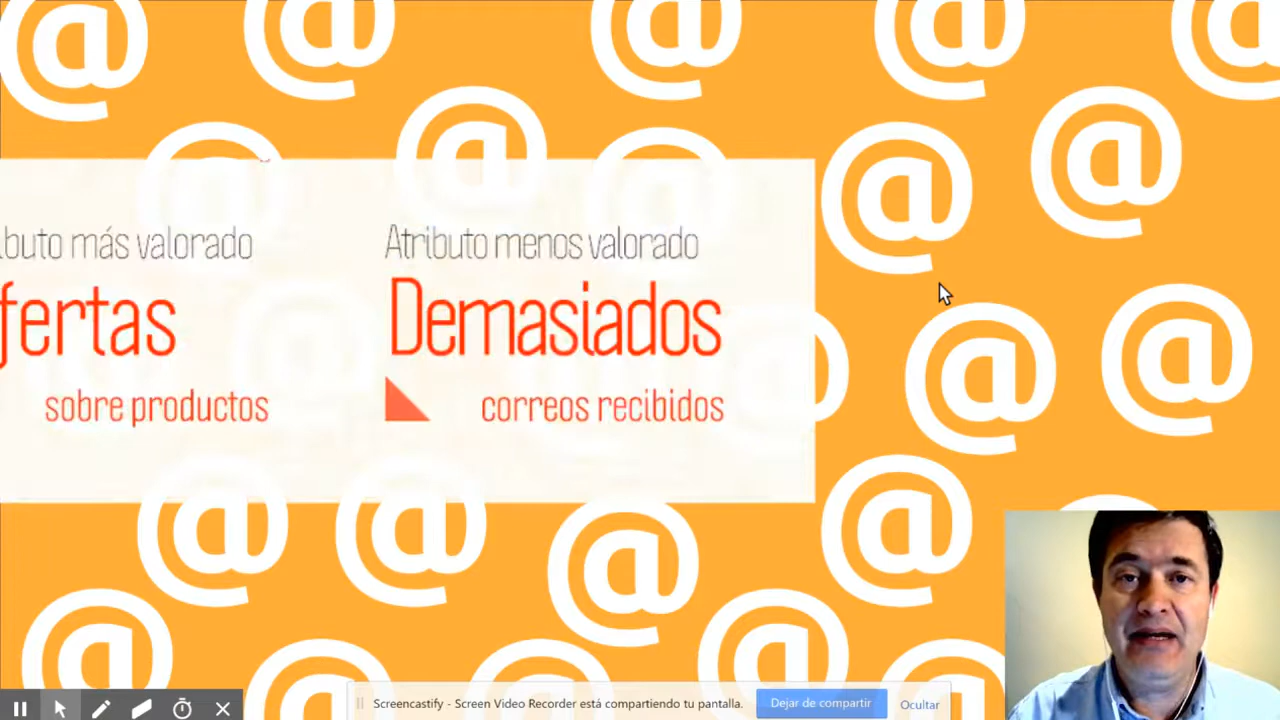 buto más valorado
fertas
sobre productos
Atributo menos valorado
Demasiados
correos recibidos
Screencastify - Screen Video Recorder está compartiendo tu pantalla.
Dejar de compartir
Ocultar